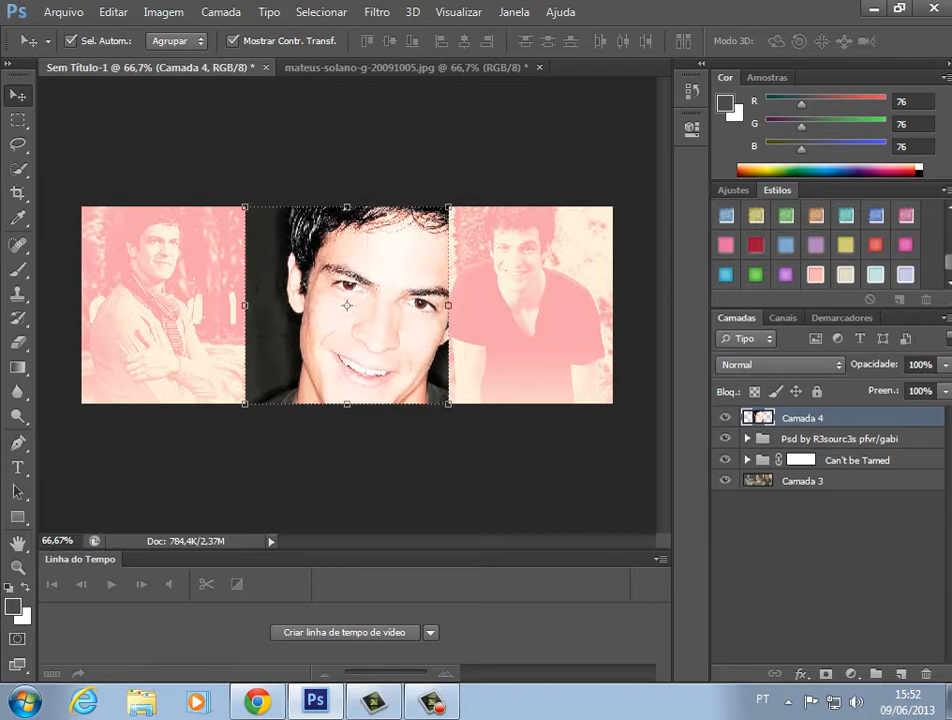 Ps Arquivo Editar Imagem Camada Tipo Selecionar Filtro 3D Visualizar Janela Ajuda
Sel. Autom.: Agrupar Mostrar Contr. Transf. Modo 3D:
Sem Título-1 @ 66,7% (Camada 4, RGB/8) * × mateus-solano-g-20091005.jpg @ 66,7% (RGB/8) * ×
Cor Amostras
R 76
G 76
B 76
Ajustes Estilos
Camadas Canais Demarcadores
Tipo
Normal Opacidade: 100%
Bloq.: Preen.: 100%
Camada 4
Psd by R3sourc3s pfvr/gabi
Can't be Tamed
Camada 3
66,67% Doc: 784,4K/2,37M
Linha do Tempo
Criar linha de tempo de vídeo
Ps PT 15:52
09/06/2013